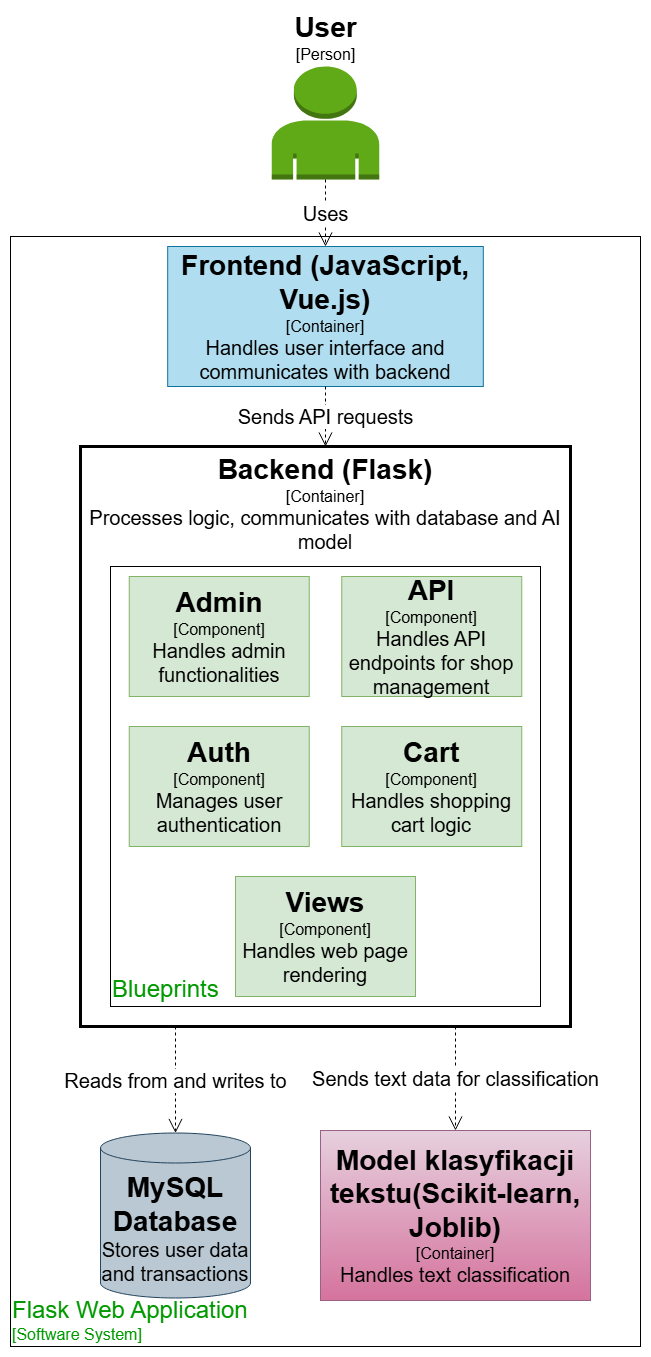 User
[Person]
Uses
Frontend (JavaScript,
Vue.js)
[Container]
Handles user interface and
communicates with backend
Sends API requests
Backend (Flask)
[Container]
Processes logic, communicates with database and AI
model
Admin
[Component]
Handles admin
functionalities
API
[Component]
Handles API
endpoints for shop
management
Auth
[Component]
Manages user
authentication
Cart
[Component]
Handles shopping
cart logic
Views
[Component]
Handles web page
rendering
Blueprints
Reads from and writes to
Sends text data for classification
MySQL
Database
Stores user data
and transactions
Model klasyfikacji
tekstu(Scikit-learn,
Joblib)
[Container]
Handles text classification
Flask Web Application
[Software System]